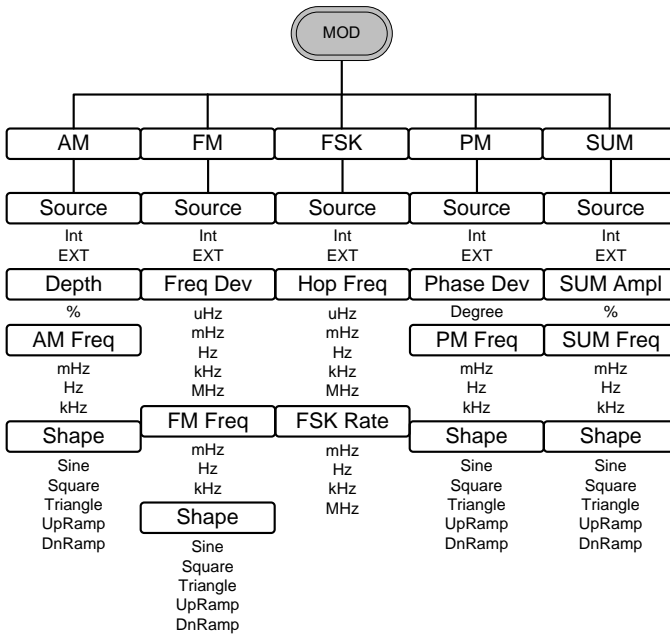 MOD
AM
FM
FSK
PM
SUM
Source
Int
EXT
Depth
%
AM Freq
mHz
Hz
kHz
Shape
Sine
Square
Triangle
UpRamp
DnRamp
Source
Int
EXT
Freq Dev
uHz
mHz
Hz
kHz
MHz
FM Freq
mHz
Hz
kHz
Shape
Sine
Square
Triangle
UpRamp
DnRamp
Source
Int
EXT
Hop Freq
uHz
mHz
Hz
kHz
MHz
FSK Rate
mHz
Hz
kHz
MHz
Source
Int
EXT
Phase Dev
Degree
PM Freq
mHz
Hz
kHz
Shape
Sine
Square
Triangle
UpRamp
DnRamp
Source
Int
EXT
SUM Ampl
%
SUM Freq
mHz
Hz
kHz
Shape
Sine
Square
Triangle
UpRamp
DnRamp